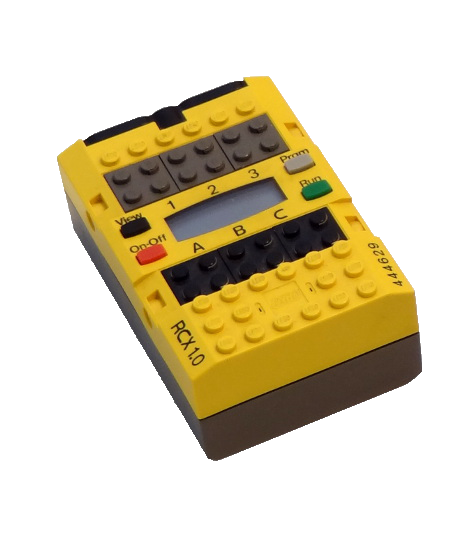 Prgm
1 2 3
Run
View
On-Off
A B C
444629
RCX 1.0